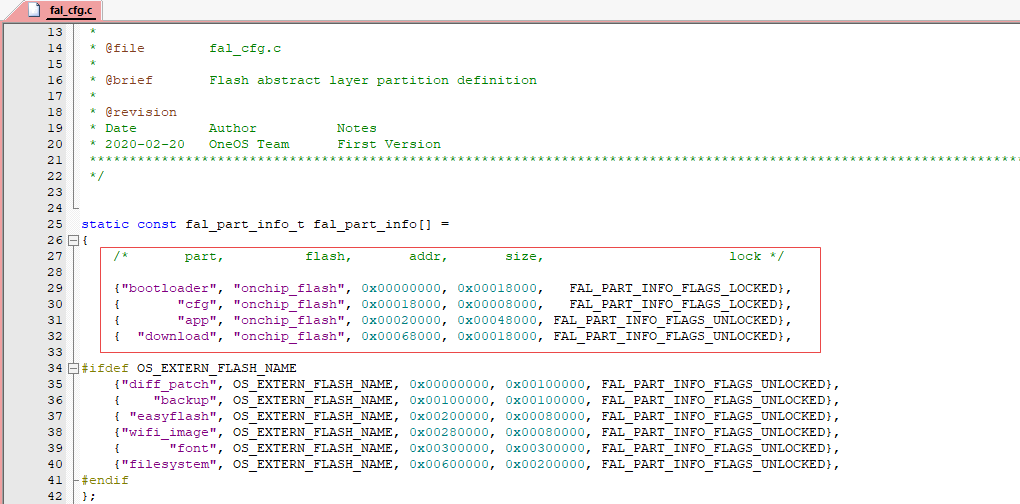 fal_cfg.c
13 *
14 * @file fal_cfg.c
15 *
16 * @brief Flash abstract layer partition definition
17 *
18 * @revision
19 * Date Author Notes
20 * 2020-02-20 OneOS Team First Version
21 ***********************************************************************************************************************
22 */
23
24
25 static const fal_part_info_t fal_part_info[] =
26 {
27 /* part, flash, addr, size, lock */
28
29 {"bootloader", "onchip_flash", 0x00000000, 0x00018000, FAL_PART_INFO_FLAGS_LOCKED},
30 { "cfg", "onchip_flash", 0x00018000, 0x00008000, FAL_PART_INFO_FLAGS_LOCKED},
31 { "app", "onchip_flash", 0x00020000, 0x00048000, FAL_PART_INFO_FLAGS_UNLOCKED},
32 { "download", "onchip_flash", 0x00068000, 0x00018000, FAL_PART_INFO_FLAGS_UNLOCKED},
33
34 #ifdef OS_EXTERN_FLASH_NAME
35 {"diff_patch", OS_EXTERN_FLASH_NAME, 0x00000000, 0x00100000, FAL_PART_INFO_FLAGS_UNLOCKED},
36 { "backup", OS_EXTERN_FLASH_NAME, 0x00100000, 0x00100000, FAL_PART_INFO_FLAGS_UNLOCKED},
37 { "easyflash", OS_EXTERN_FLASH_NAME, 0x00200000, 0x00080000, FAL_PART_INFO_FLAGS_UNLOCKED},
38 {"wifi_image", OS_EXTERN_FLASH_NAME, 0x00280000, 0x00080000, FAL_PART_INFO_FLAGS_UNLOCKED},
39 { "font", OS_EXTERN_FLASH_NAME, 0x00300000, 0x00300000, FAL_PART_INFO_FLAGS_UNLOCKED},
40 {"filesystem", OS_EXTERN_FLASH_NAME, 0x00600000, 0x00200000, FAL_PART_INFO_FLAGS_UNLOCKED},
41 #endif
42 };